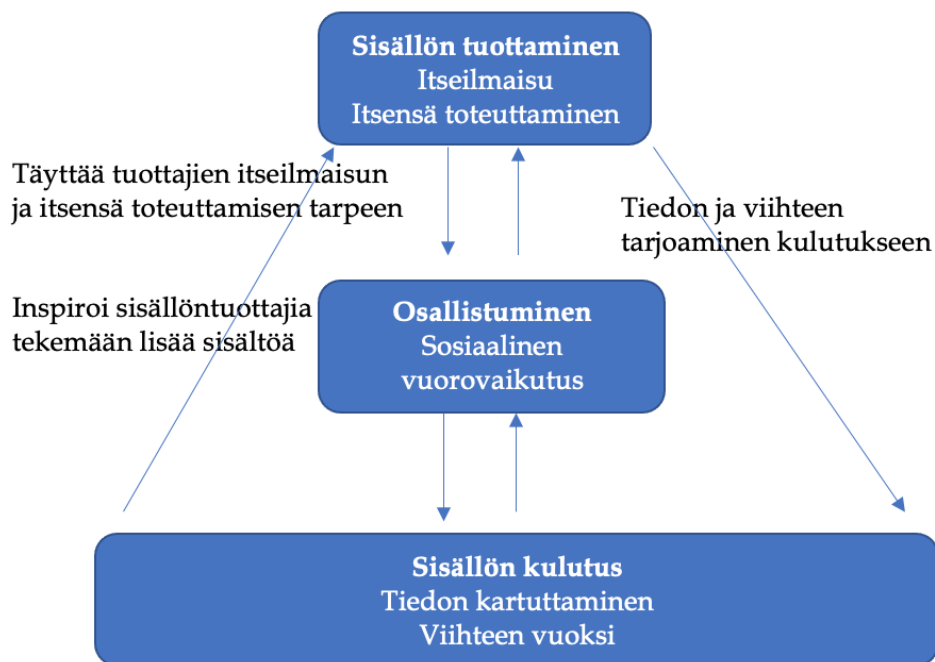 Sisällön tuottaminen
Itseilmaisu
Itsensä toteuttaminen
Täyttää tuottajien itseilmaisun
ja itsensä toteuttamisen tarpeen
Tiedon ja viihteen
tarjoaminen kulutukseen
Inspiroi sisällöntuottajia
tekemään lisää sisältöä
Osallistuminen
Sosiaalinen
vuorovaikutus
Sisällön kulutus
Tiedon kartuttaminen
Viihteen vuoksi